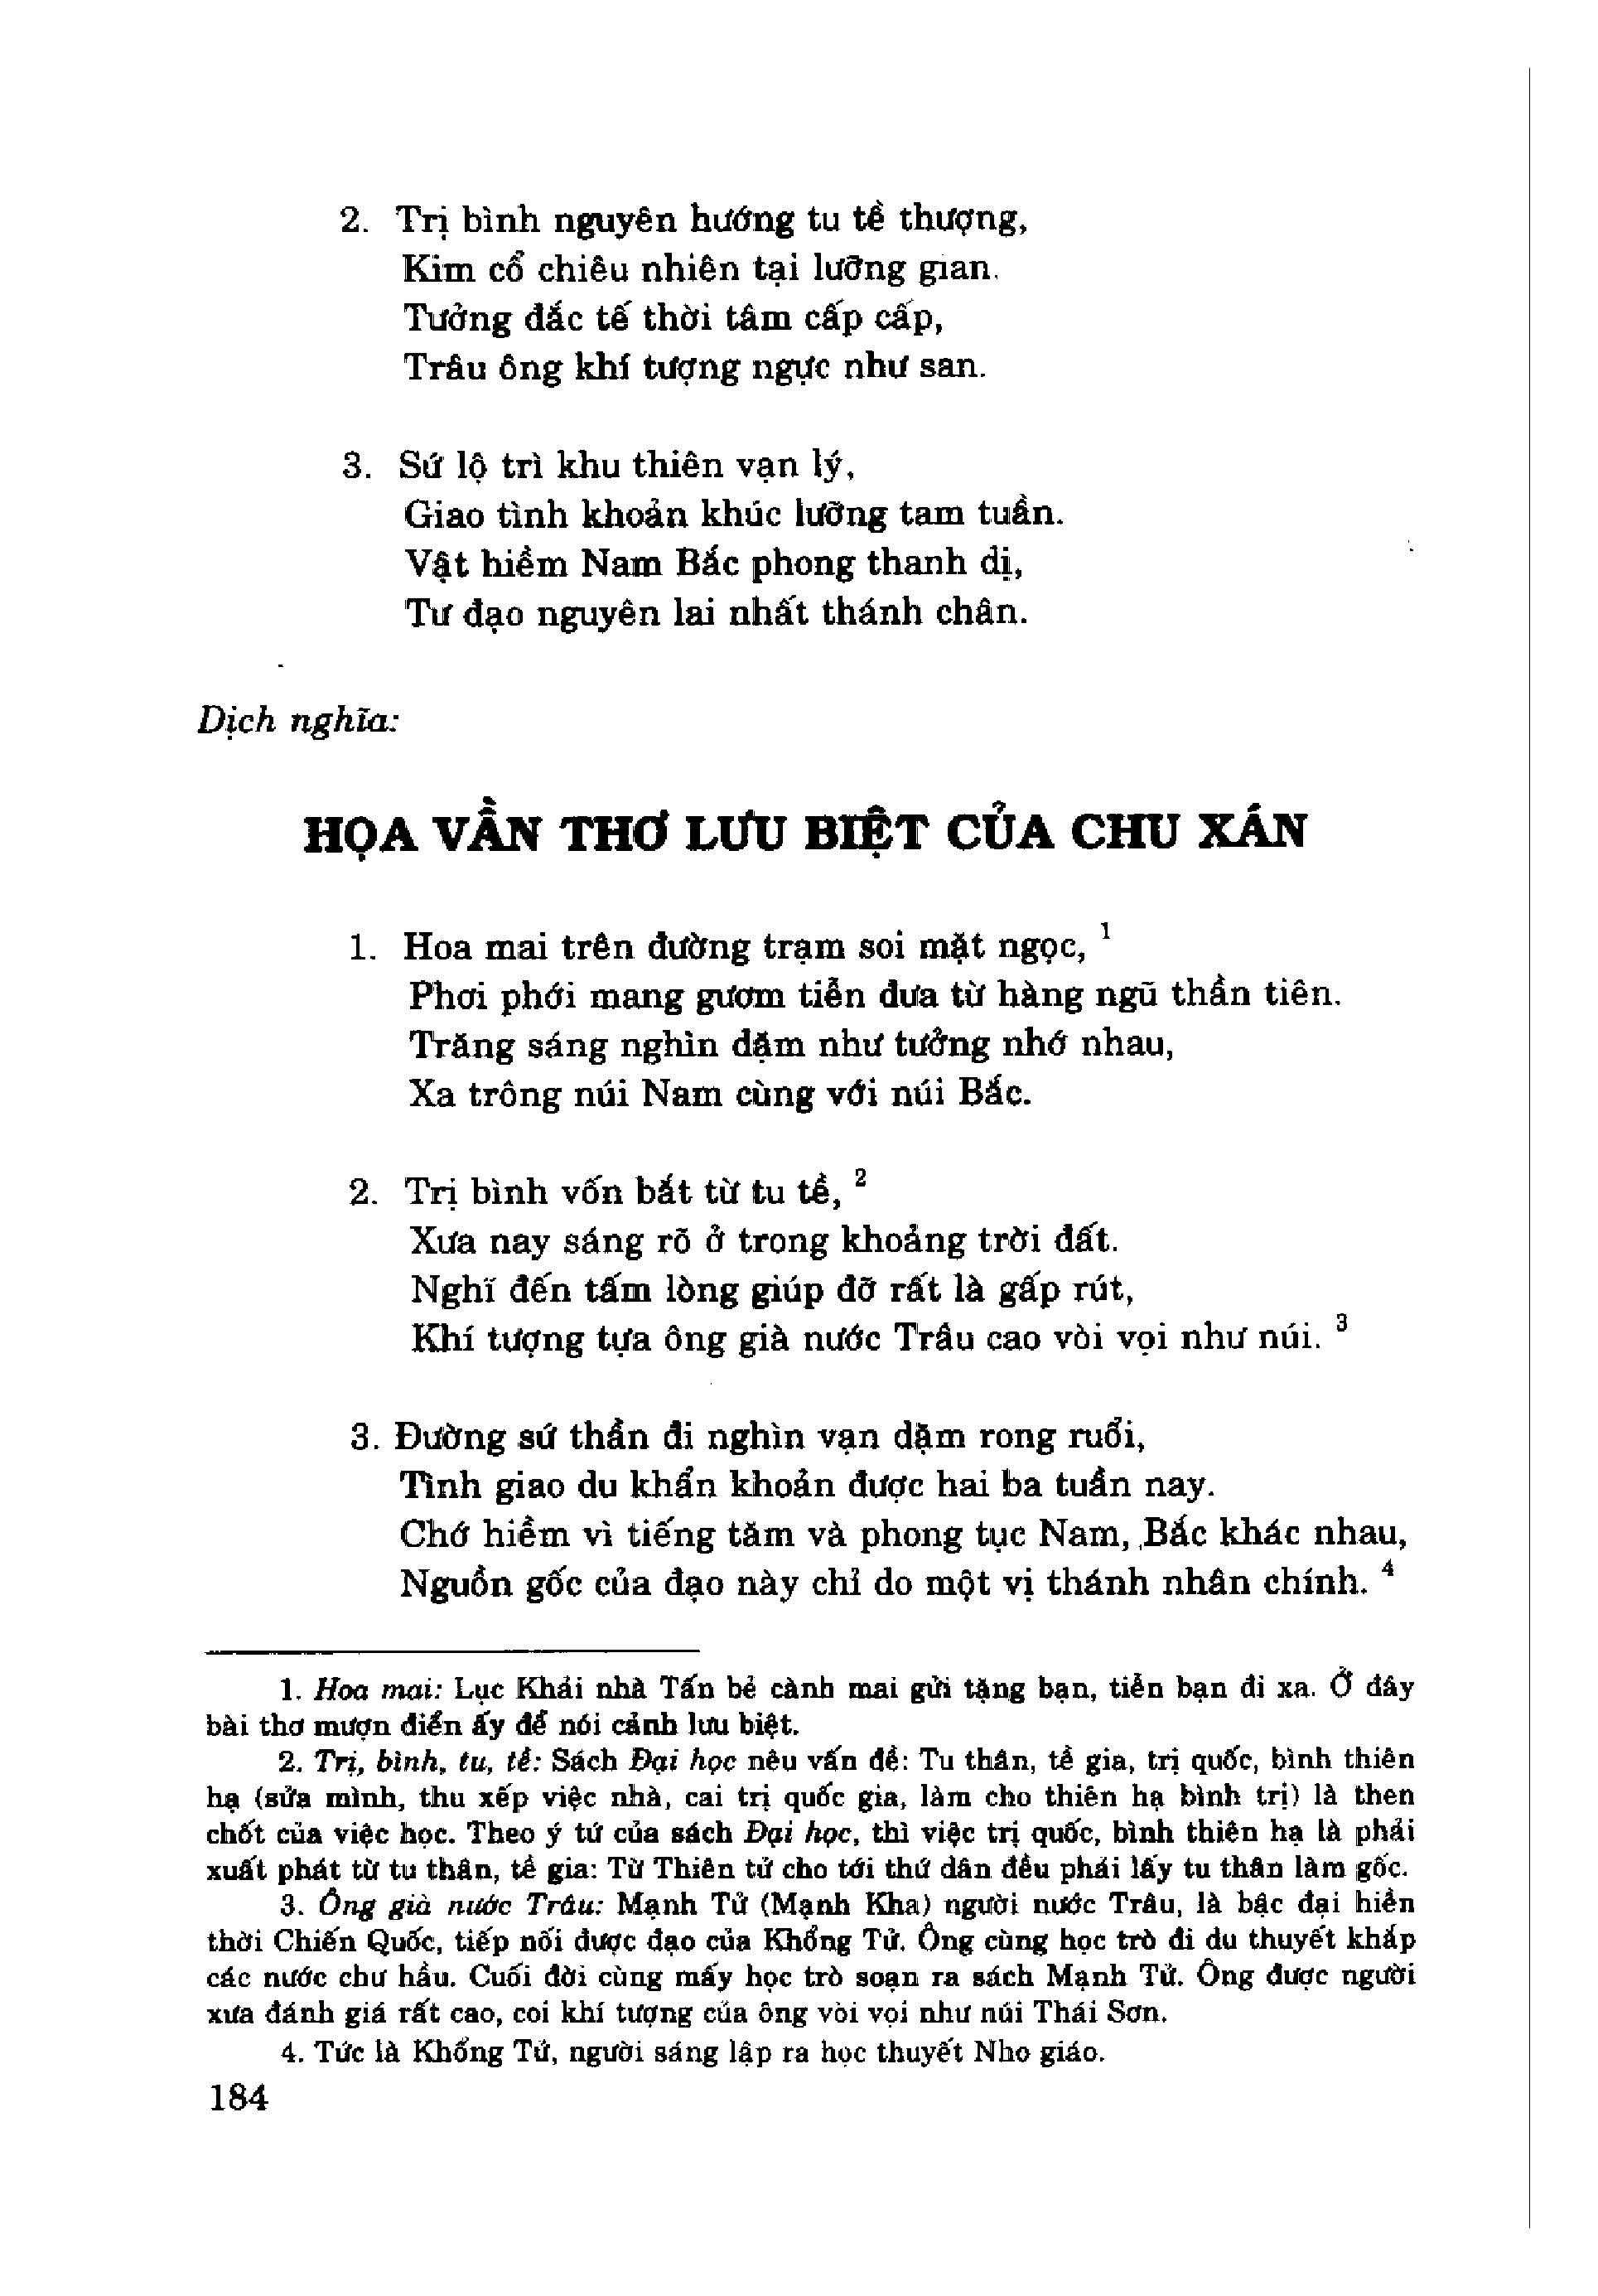 2. Trị bình nguyên hướng tu tề thượng,
Kim cổ chiêu nhiên tại lưỡng gian.
Tưởng đắc tế thời tâm cấp cấp,
Trâu ông khí tượng ngực như san.
3. Sứ lộ trì khu thiên vạn lý,
Giao tình khoản khúc lưỡng tam tuần.
Vật hiềm Nam Bắc phong thanh dị,
Tư đạo nguyên lai nhất thánh chân.
Dịch nghĩa:
HỌA VẦN THƠ LƯU BIỆT CỦA CHU XÁN
1. Hoa mai trên đường trạm soi mặt ngọc, 1
Phơi phới mang gươm tiễn đưa từ hàng ngũ thần tiên.
Trăng sáng nghìn dặm như tưởng nhớ nhau,
Xa trông núi Nam cùng với núi Bắc.
2. Trị bình vốn bắt từ tu tề, 2
Xưa nay sáng rõ ở trong khoảng trời đất.
Nghĩ đến tấm lòng giúp đỡ rất là gấp rút,
Khí tượng tựa ông già nước Trâu cao vòi vọi như núi. 3
3. Đường sứ thần đi nghìn vạn dặm rong ruổi,
Tình giao du khẩn khoản được hai ba tuần nay.
Chớ hiềm vì tiếng tăm và phong tục Nam, Bắc khác nhau,
Nguồn gốc của đạo này chỉ do một vị thánh nhân chính. 4
1. Hoa mai: Lục Khải nhà Tấn bẻ cành mai gửi tặng bạn, tiễn bạn đi xa. Ở đây
bài thơ mượn điển ấy để nói cảnh lưu biệt.
2. Trị, bình, tu, tề: Sách Đại học nêu vấn đề: Tu thân, tề gia, trị quốc, bình thiên
hạ (sửa mình, thu xếp việc nhà, cai trị quốc gia, làm cho thiên hạ bình trị) là then
chốt của việc học. Theo ý tứ của sách Đại học, thì việc trị quốc, bình thiên hạ là phải
xuất phát từ tu thân, tề gia: Từ Thiên tử cho tới thứ dân đều phải lấy tu thân làm gốc.
3. Ông già nước Trâu: Mạnh Tử (Mạnh Kha) người nước Trâu, là bậc đại hiền
thời Chiến Quốc, tiếp nối được đạo của Khổng Tử. Ông cùng học trò đi du thuyết khắp
các nước chư hầu. Cuối đời cùng mấy học trò soạn ra sách Mạnh Tử. Ông được người
xưa đánh giá rất cao, coi khí tượng của ông vòi vọi như núi Thái Sơn.
4. Tức là Khổng Tử, người sáng lập ra học thuyết Nho giáo.
184